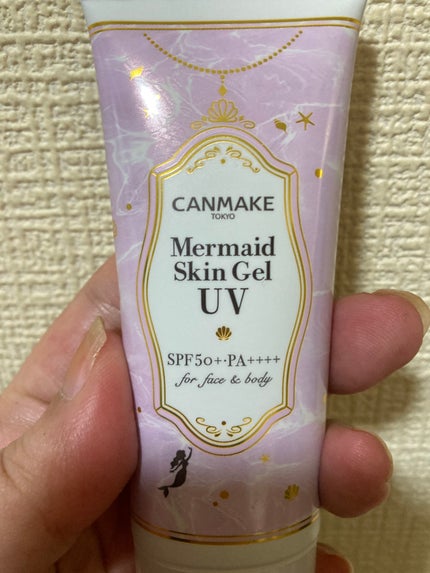 CANMAKE
TOKYO
Mermaid
Skin Gel
UV
SPF50+・PA++++
for face & body